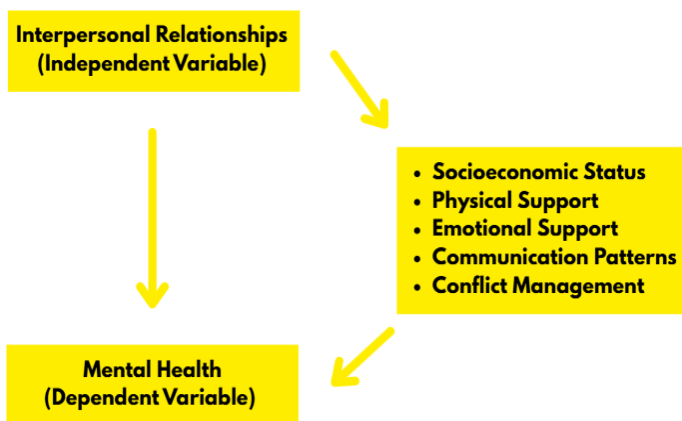 Interpersonal Relationships
(Independent Variable)
• Socioeconomic Status
• Physical Support
• Emotional Support
• Communication Patterns
• Conflict Management
Mental Health
(Dependent Variable)